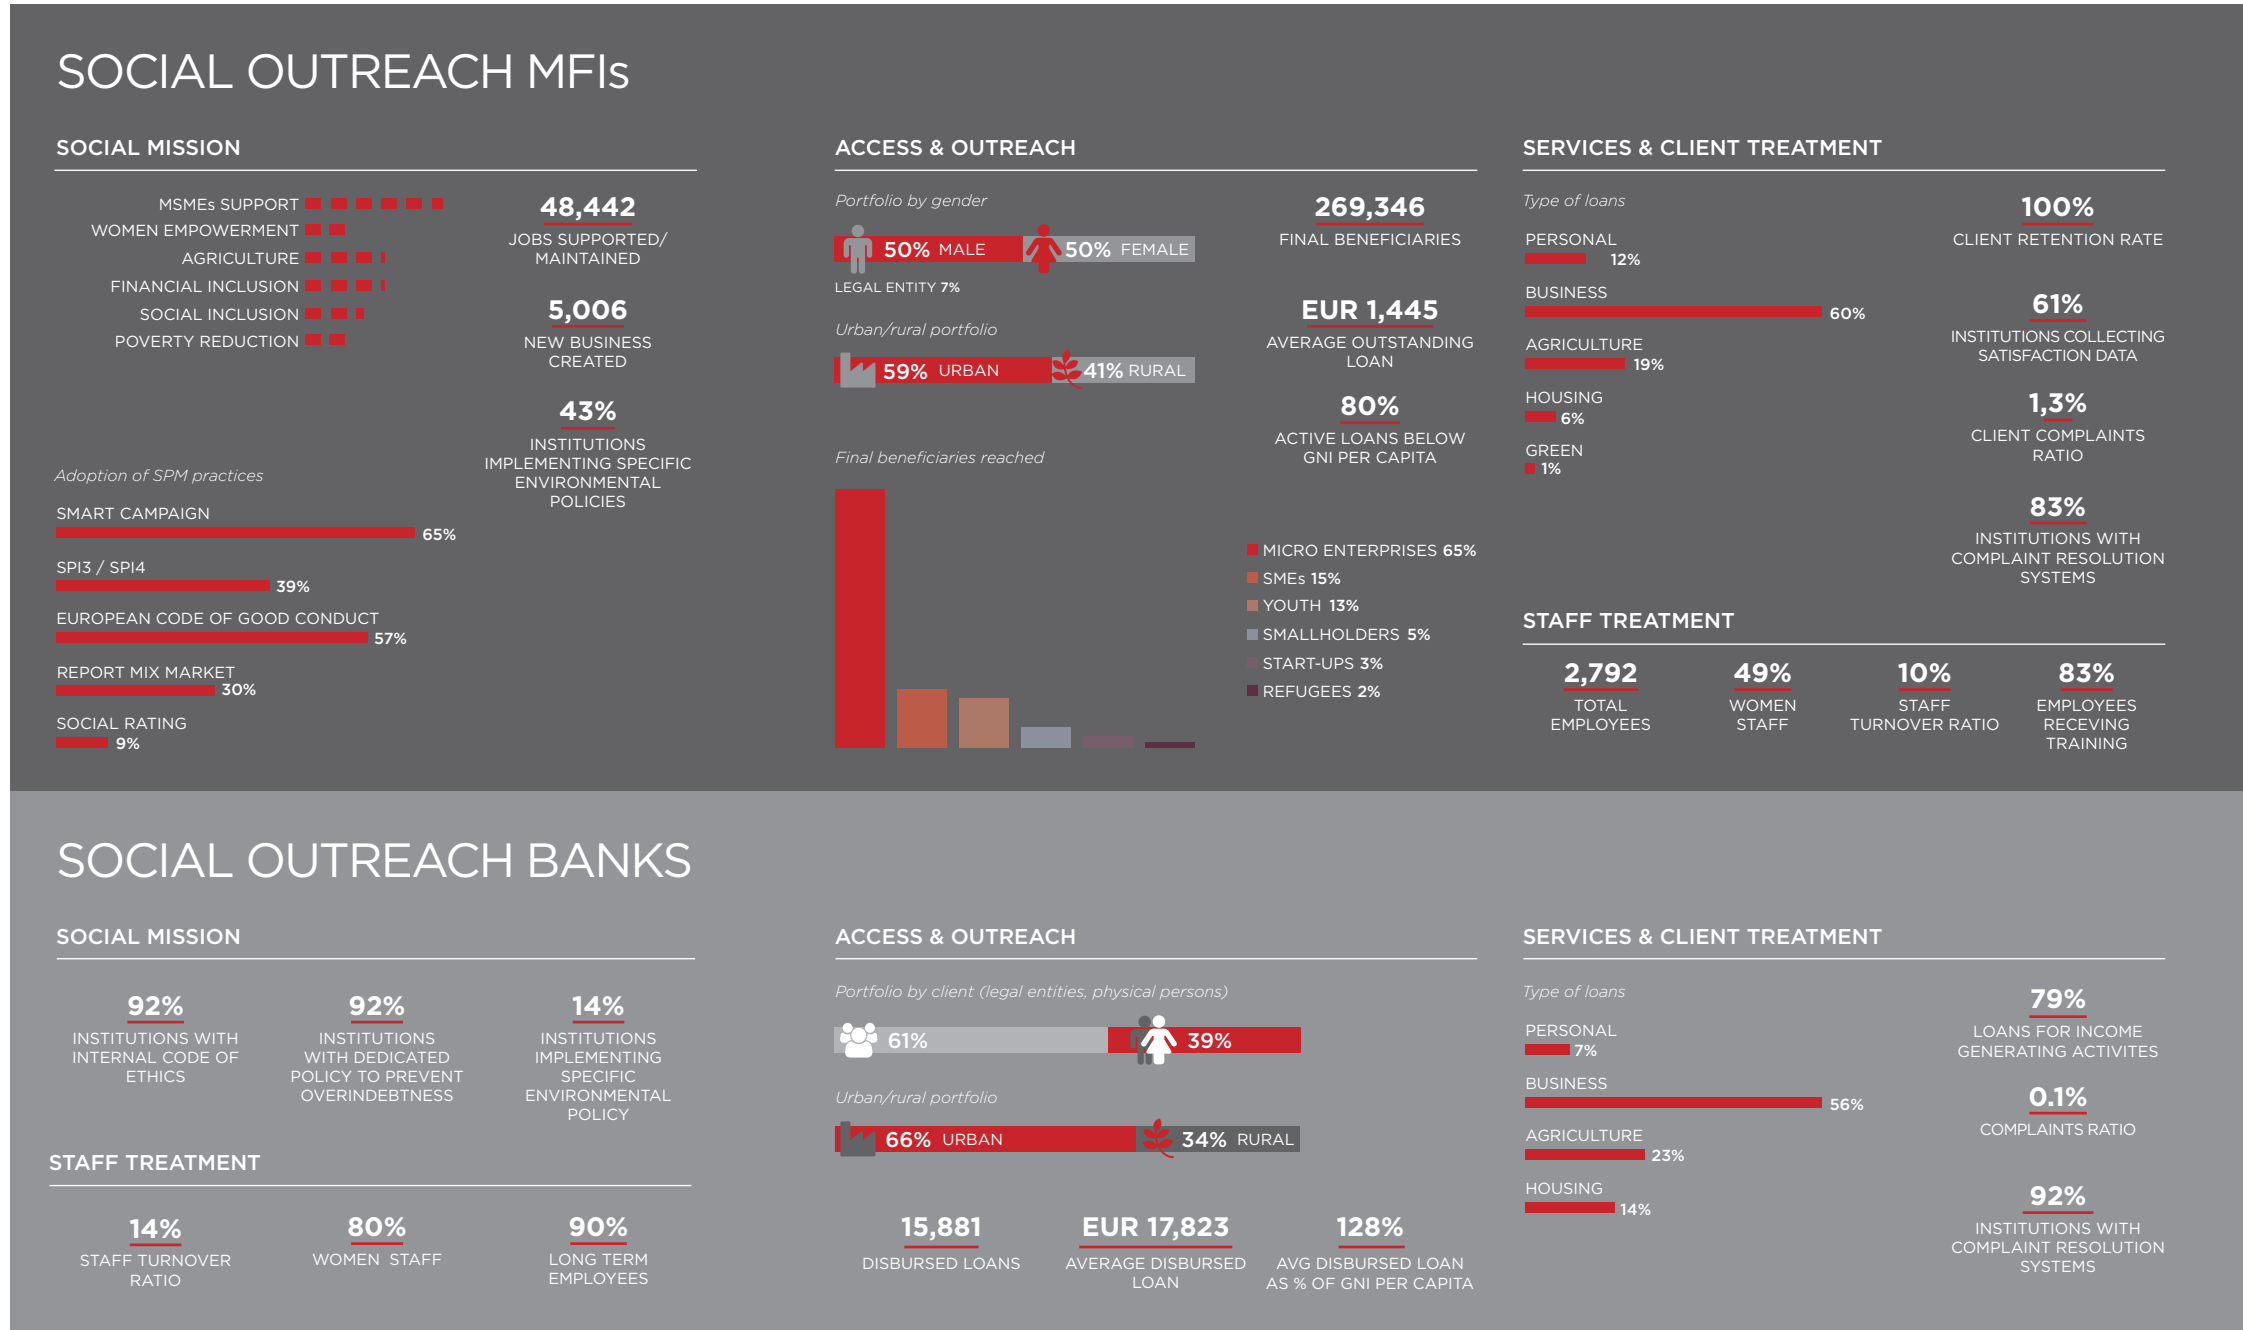 SOCIAL OUTREACH MFIs
SOCIAL MISSION
MSMEs SUPPORT
WOMEN EMPOWERMENT
AGRICULTURE
FINANCIAL INCLUSION
SOCIAL INCLUSION
POVERTY REDUCTION
48,442
JOBS SUPPORTED/
MAINTAINED
5,006
NEW BUSINESS
CREATED
43%
INSTITUTIONS
IMPLEMENTING SPECIFIC
ENVIRONMENTAL
POLICIES
Adoption of SPM practices
SMART CAMPAIGN
65%
SPI3 / SPI4
39%
EUROPEAN CODE OF GOOD CONDUCT
57%
REPORT MIX MARKET
30%
SOCIAL RATING
9%
ACCESS & OUTREACH
Portfolio by gender
50% MALE
50% FEMALE
LEGAL ENTITY 7%
Urban/rural portfolio
59% URBAN
41% RURAL
269,346
FINAL BENEFICIARIES
EUR 1,445
AVERAGE OUTSTANDING
LOAN
80%
ACTIVE LOANS BELOW
GNI PER CAPITA
Final beneficiaries reached
MICRO ENTERPRISES 65%
SMEs 15%
YOUTH 13%
SMALLHOLDERS 5%
START-UPS 3%
REFUGEES 2%
SERVICES & CLIENT TREATMENT
Type of loans
PERSONAL
12%
BUSINESS
60%
AGRICULTURE
19%
HOUSING
6%
GREEN
1%
100%
CLIENT RETENTION RATE
61%
INSTITUTIONS COLLECTING
SATISFACTION DATA
1,3%
CLIENT COMPLAINTS
RATIO
83%
INSTITUTIONS WITH
COMPLAINT RESOLUTION
SYSTEMS
STAFF TREATMENT
2,792
TOTAL
EMPLOYEES
49%
WOMEN
STAFF
10%
STAFF
TURNOVER RATIO
83%
EMPLOYEES
RECEVING
TRAINING
SOCIAL OUTREACH BANKS
SOCIAL MISSION
92%
INSTITUTIONS WITH
INTERNAL CODE OF
ETHICS
92%
INSTITUTIONS
WITH DEDICATED
POLICY TO PREVENT
OVERINDEBTNESS
14%
INSTITUTIONS
IMPLEMENTING
SPECIFIC
ENVIRONMENTAL
POLICY
STAFF TREATMENT
14%
STAFF TURNOVER
RATIO
80%
WOMEN STAFF
90%
LONG TERM
EMPLOYEES
ACCESS & OUTREACH
Portfolio by client (legal entities, physical persons)
61%
39%
Urban/rural portfolio
66% URBAN
34% RURAL
15,881
DISBURSED LOANS
EUR 17,823
AVERAGE DISBURSED
LOAN
128%
AVG DISBURSED LOAN
AS % OF GNI PER CAPITA
SERVICES & CLIENT TREATMENT
Type of loans
PERSONAL
7%
BUSINESS
56%
AGRICULTURE
23%
HOUSING
14%
79%
LOANS FOR INCOME
GENERATING ACTIVITES
0.1%
COMPLAINTS RATIO
92%
INSTITUTIONS WITH
COMPLAINT RESOLUTION
SYSTEMS